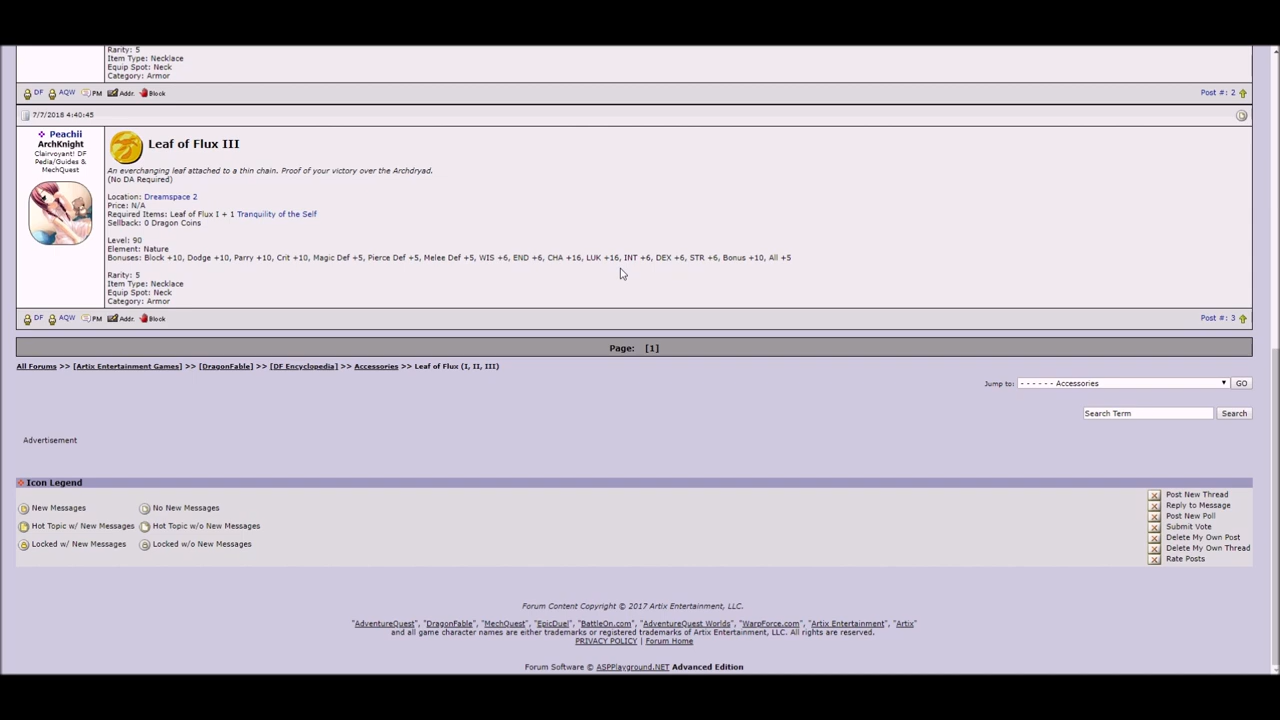 Rarity: 5
Item Type: Necklace
Equip Spot: Neck
Category: Armor
DF AQW PM Addr. Block Post #: 2
7/7/2018 4:40:45
Peachii
ArchKnight
Clairvoyant! DF
Pedia/Guides &
MechQuest
Leaf of Flux III
An everchanging leaf attached to a thin chain. Proof of your victory over the Archdryad.
(No DA Required)
Location: Dreamspace 2
Price: N/A
Required Items: Leaf of Flux I + 1 Tranquility of the Self
Sellback: 0 Dragon Coins
Level: 90
Element: Nature
Bonuses: Block +10, Dodge +10, Parry +10, Crit +10, Magic Def +5, Pierce Def +5, Melee Def +5, WIS +6, END +6, CHA +16, LUK +16, INT +6, DEX +6, STR +6, Bonus +10, All +5
Rarity: 5
Item Type: Necklace
Equip Spot: Neck
Category: Armor
DF AQW PM Addr. Block Post #: 3
Page: [1]
All Forums >> [Artix Entertainment Games] >> [DragonFable] >> [DF Encyclopedia] >> Accessories >> Leaf of Flux (I, II, III)
Jump to: - - - - - - Accessories GO
Search Term Search
Advertisement
Icon Legend
New Messages No New Messages
Hot Topic w/ New Messages Hot Topic w/o New Messages
Locked w/ New Messages Locked w/o New Messages
Post New Thread
Reply to Message
Post New Poll
Submit Vote
Delete My Own Post
Delete My Own Thread
Rate Posts
Forum Content Copyright © 2017 Artix Entertainment, LLC.
"AdventureQuest", "DragonFable", "MechQuest", "EpicDuel", "BattleOn.com", "AdventureQuest Worlds", "WarpForce.com", "Artix Entertainment", "Artix"
and all game character names are either trademarks or registered trademarks of Artix Entertainment, LLC. All rights are reserved.
PRIVACY POLICY | Forum Home
Forum Software © ASPPlayground.NET Advanced Edition